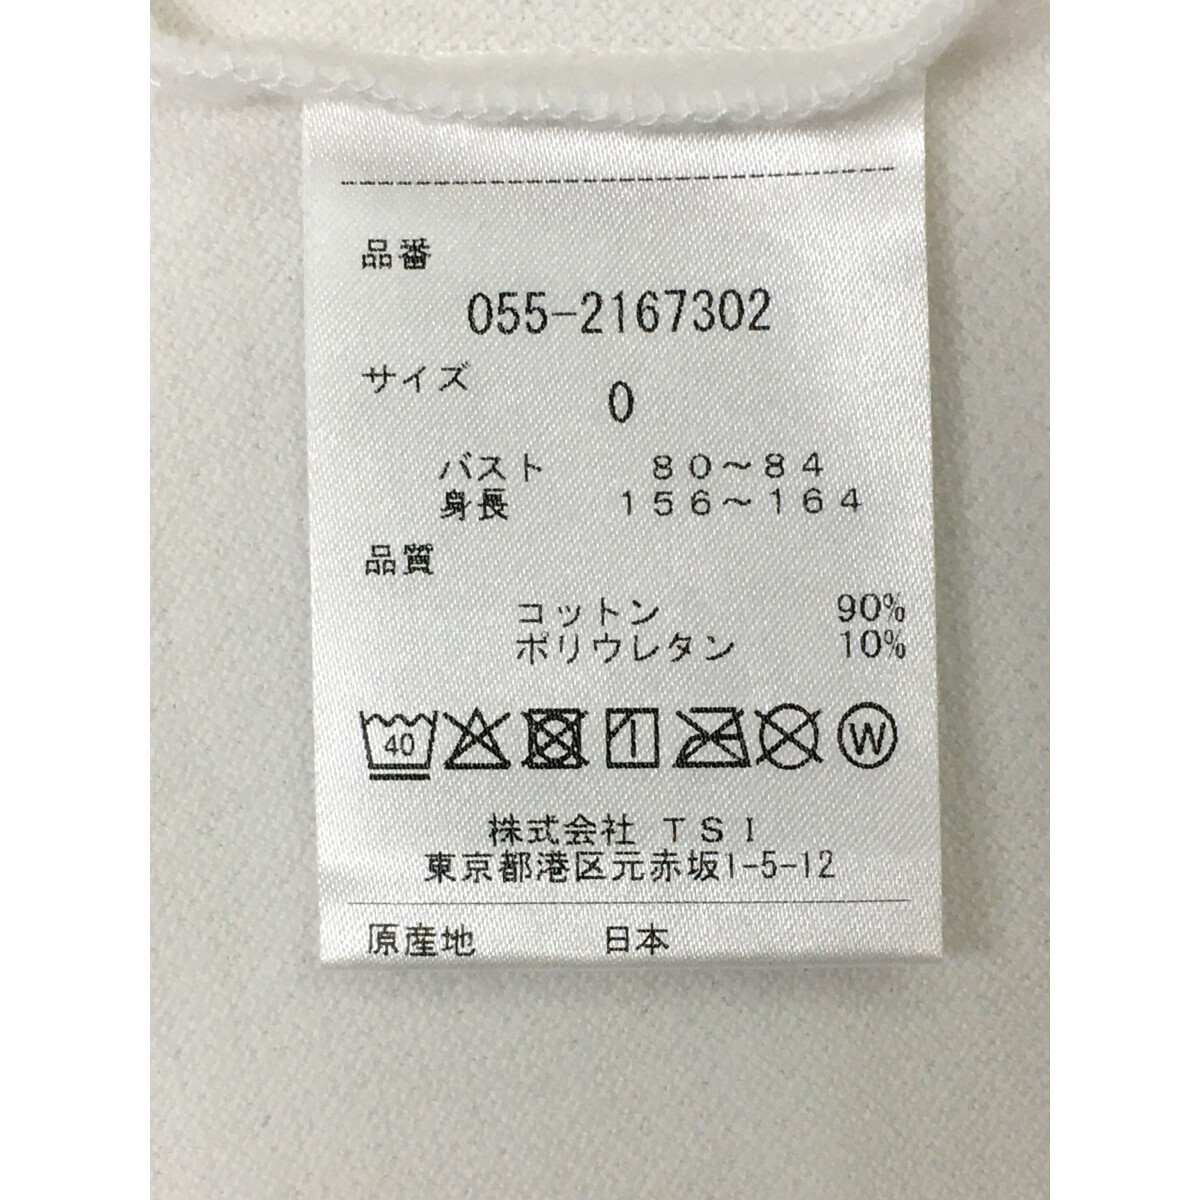 品番
055-2167302
サイズ
0
バスト 80～84
身長 156～164
品質
コットン 90%
ポリウレタン 10%
40 W
株式会社 TSI
東京都港区元赤坂1-5-12
原産地 日本